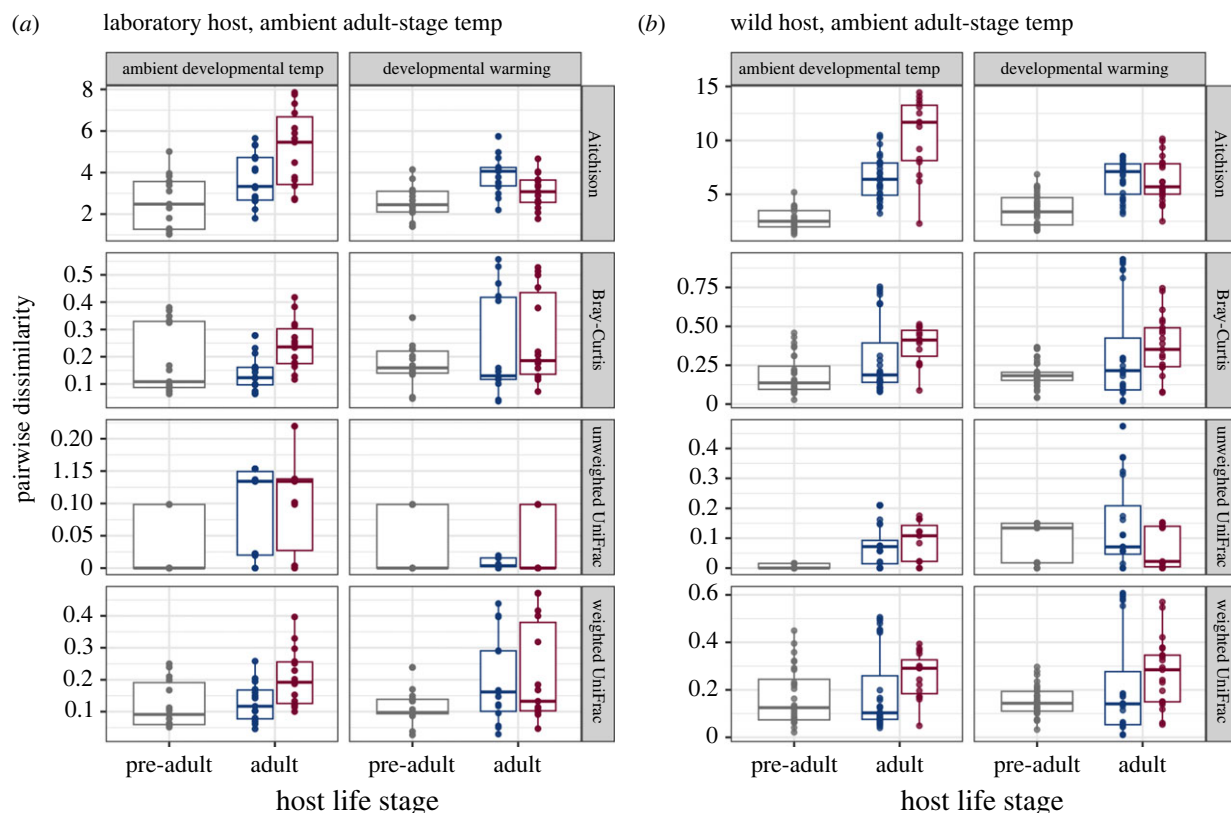 (a) laboratory host, ambient adult-stage temp
ambient developmental temp
developmental warming
8
6
4
2
Aitchison
0.5
0.4
0.3
0.2
0.1
Bray-Curtis
0.20
1.15
0.10
0.05
0
unweighted UniFrac
0.4
0.3
0.2
0.1
weighted UniFrac
pairwise dissimilarity
pre-adult adult pre-adult adult
host life stage
(b) wild host, ambient adult-stage temp
ambient developmental temp
developmental warming
15
10
5
Aitchison
0.75
0.50
0.25
0
Bray-Curtis
0.4
0.3
0.2
0.1
0
unweighted UniFrac
0.6
0.4
0.2
0
weighted UniFrac
pre-adult adult pre-adult adult
host life stage